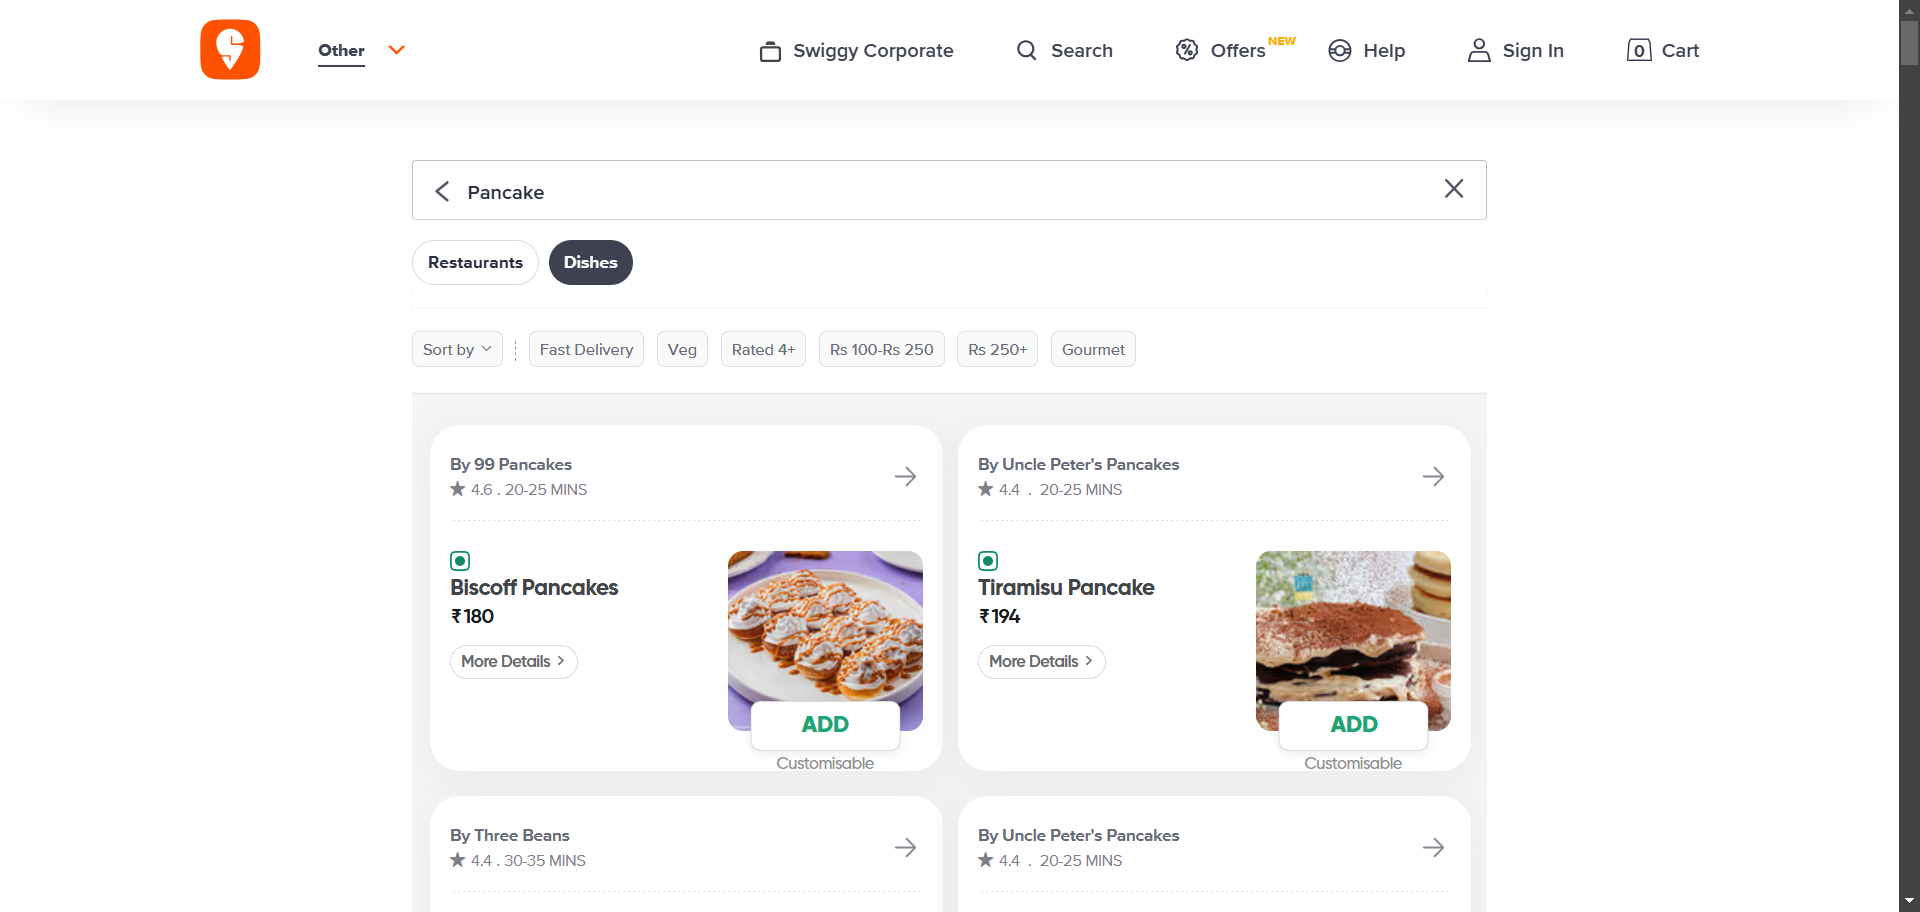 Other
Swiggy Corporate
Search
Offers NEW
Help
Sign In
0 Cart
Pancake
Restaurants
Dishes
Sort by
Fast Delivery
Veg
Rated 4+
Rs 100-Rs 250
Rs 250+
Gourmet
By 99 Pancakes
4.6 . 20-25 MINS
Biscoff Pancakes
₹180
More Details >
ADD
Customisable
By Uncle Peter's Pancakes
4.4 . 20-25 MINS
Tiramisu Pancake
₹194
More Details >
ADD
Customisable
By Three Beans
4.4 . 30-35 MINS
By Uncle Peter's Pancakes
4.4 . 20-25 MINS